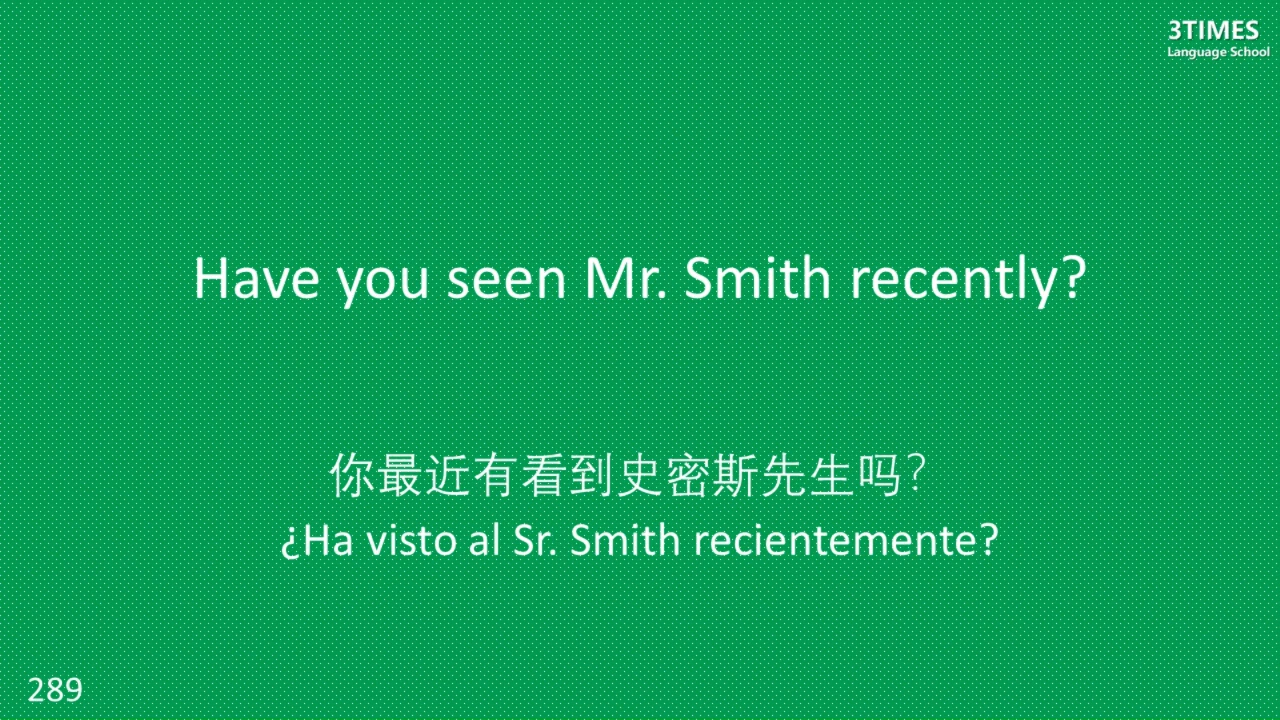 3TIMES
Language School
Have you seen Mr. Smith recently?
你最近有看到史密斯先生吗?
¿Ha visto al Sr. Smith recientemente?
289